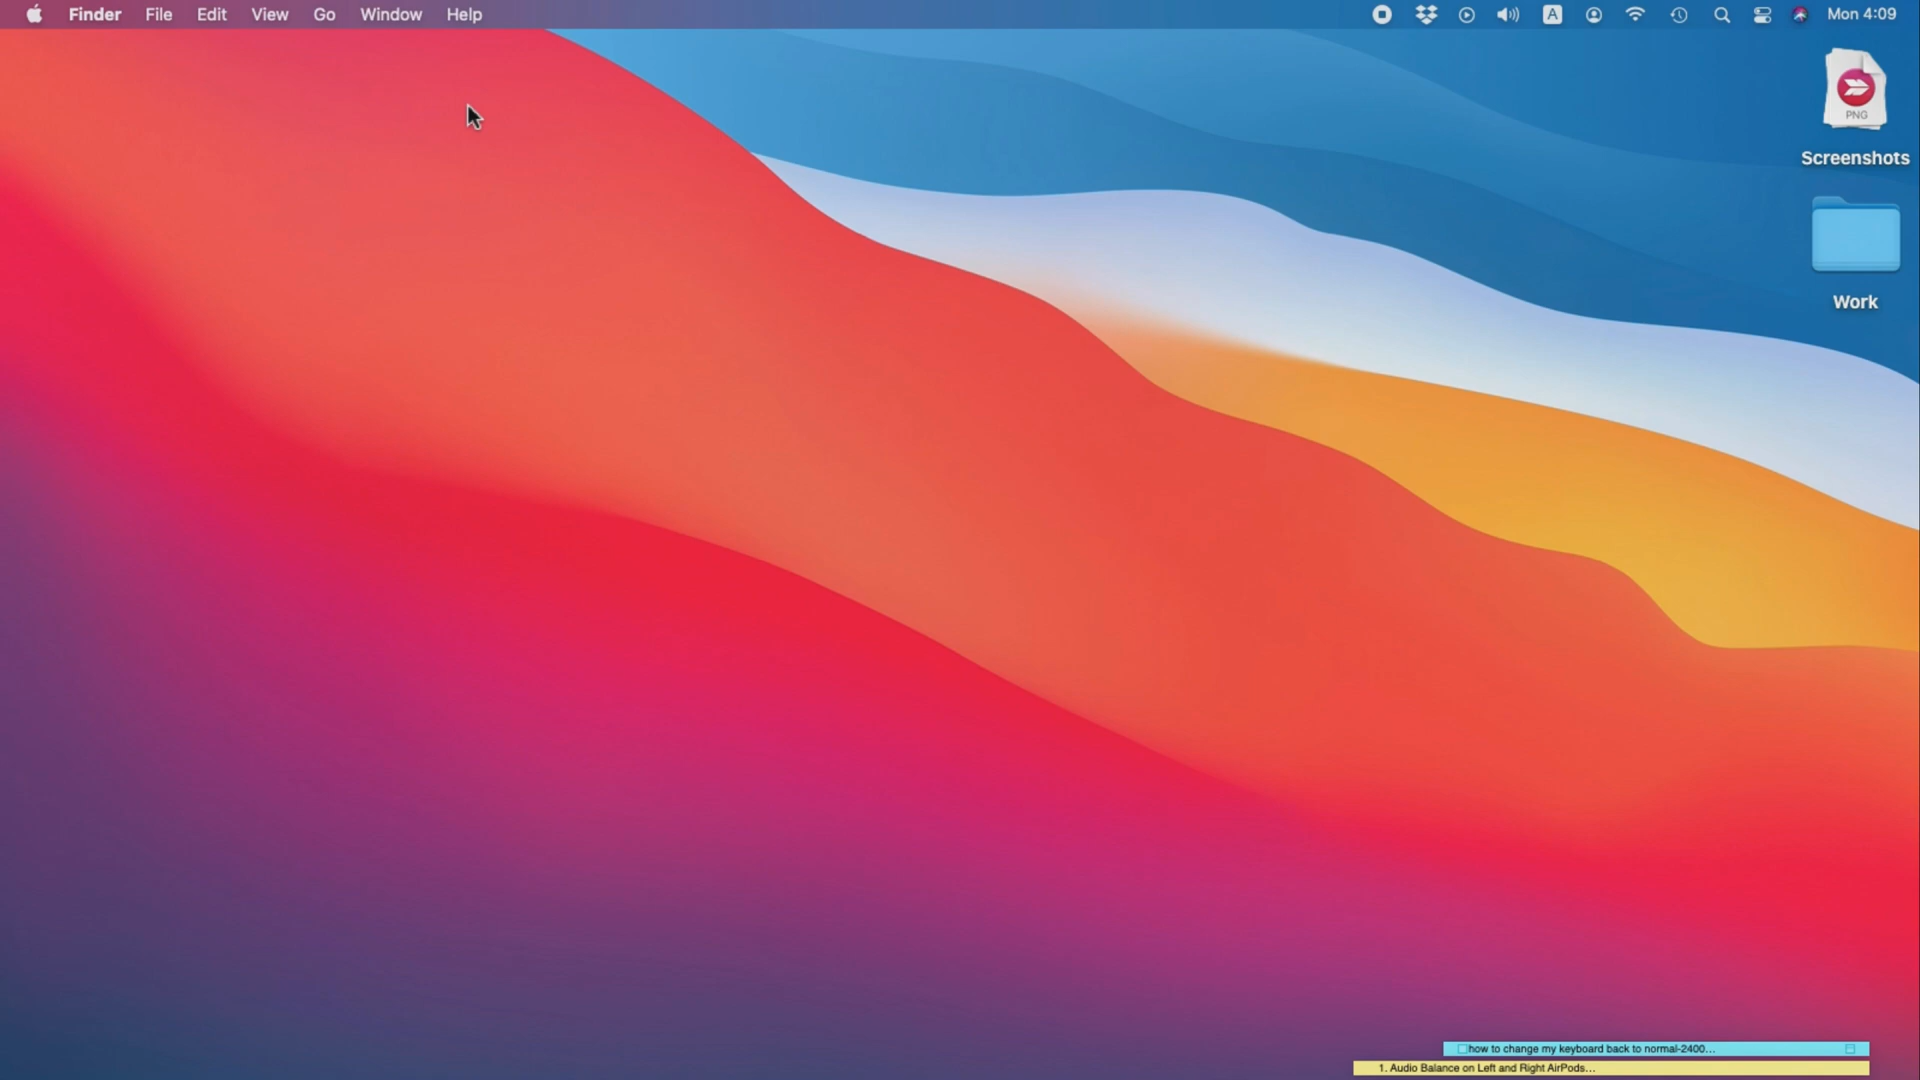 Finder File Edit View Go Window Help A Mon 4:09
PNG
Screenshots
Work
how to change my keyboard back to normal-2400...
1. Audio Balance on Left and Right AirPods...